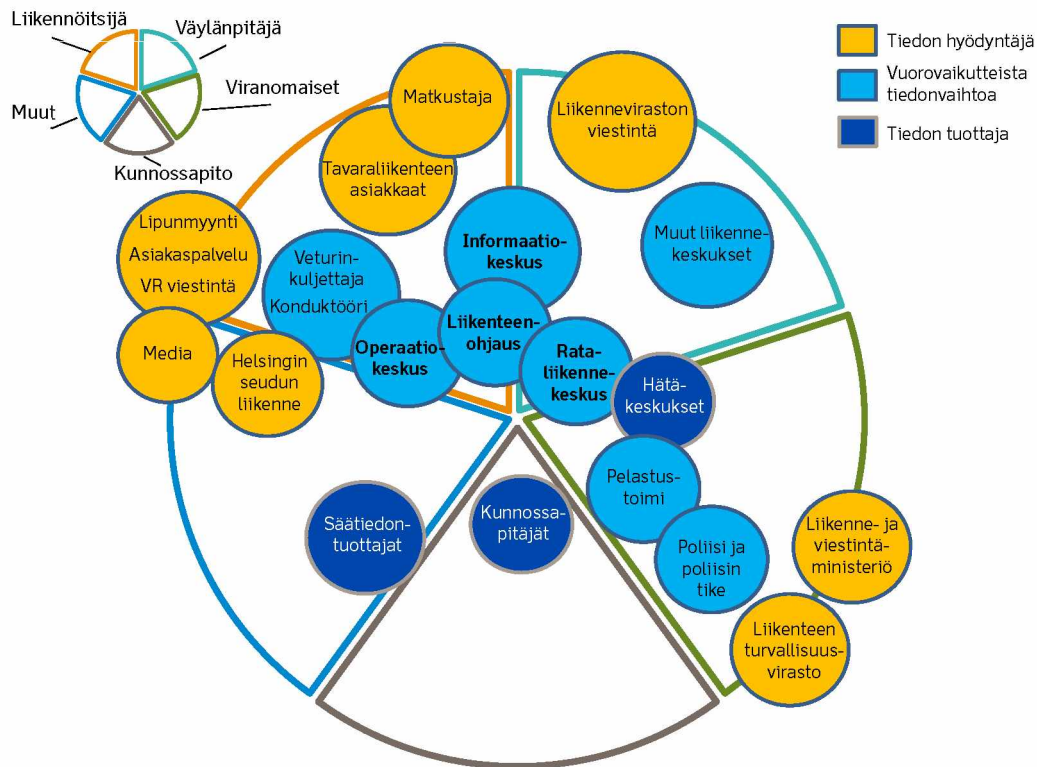 Liikennöitsijä
Väylänpitäjä
Viranomaiset
Muut
Kunnossapito
Tiedon hyödyntäjä
Vuorovaikutteista
tiedonvaihtoa
Tiedon tuottaja
Matkustaja
Tavaraliikenteen
asiakkaat
Liikenneviraston
viestintä
Lipunmyynti
Asiakaspalvelu
VR viestintä
Veturin-
kuljettaja
Konduktööri
Informaatio-
keskus
Muut liikenne-
keskukset
Media
Helsingin
seudun
liikenne
Operaatio-
keskus
Liikenteen-
ohjaus
Rata-
liikenne-
keskus
Hätä-
keskukset
Pelastus-
toimi
Säätiedon-
tuottajat
Kunnossa-
pitäjät
Poliisi ja
poliisin
tike
Liikenne- ja
viestintä-
ministeriö
Liikenteen
turvallisuus-
virasto